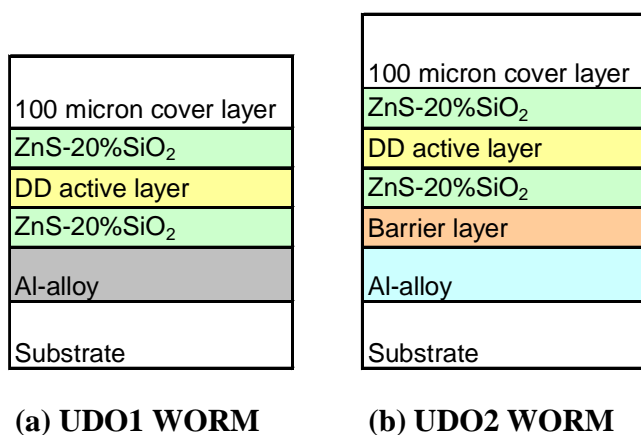 100 micron cover layer
ZnS-20%SiO₂
DD active layer
ZnS-20%SiO₂
Al-alloy
Substrate
(a) UDO1 WORM
100 micron cover layer
ZnS-20%SiO₂
DD active layer
ZnS-20%SiO₂
Barrier layer
Al-alloy
Substrate
(b) UDO2 WORM